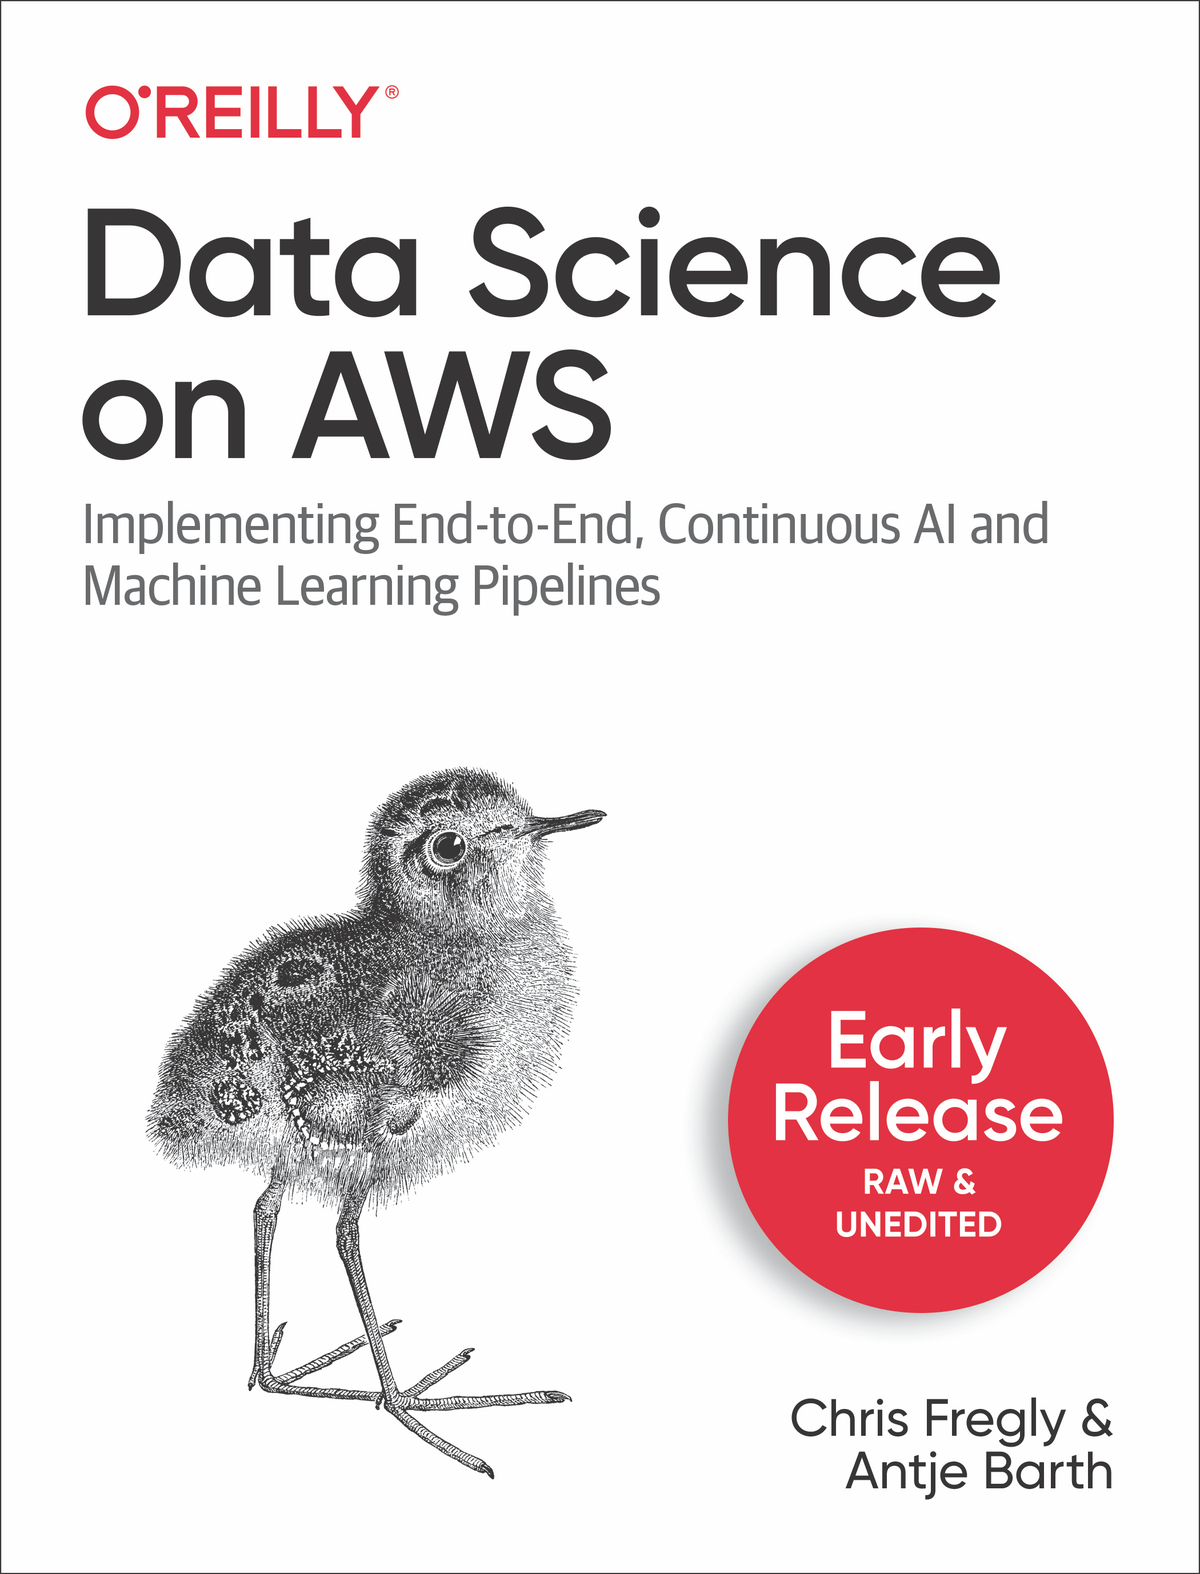 O'REILLY®
Data Science
on AWS
Implementing End-to-End, Continuous AI and
Machine Learning Pipelines
Early
Release
RAW &
UNEDITED
Chris Fregly &
Antje Barth